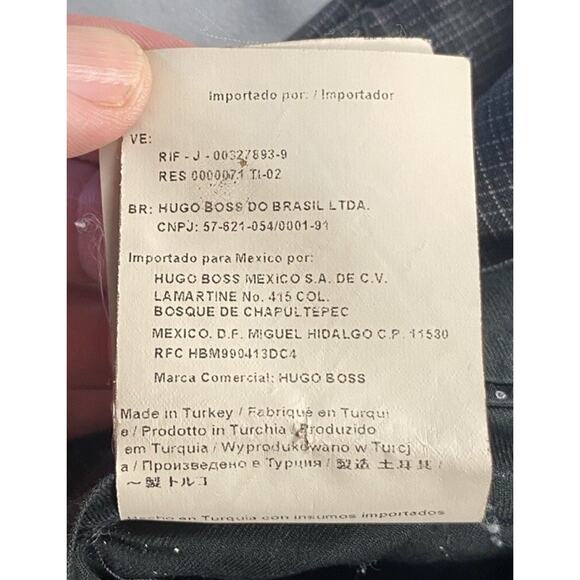 Importado por: / Importador
VE:
RIF - J - 00327893-9
RES 0000071 TI-02
BR: HUGO BOSS DO BRASIL LTDA.
CNPJ: 57-621-054/0001-91
Importado para Mexico por:
HUGO BOSS MEXICO S.A. DE C.V.
LAMARTINE No. 415 COL.
BOSQUE DE CHAPULTEPEC
MEXICO. D.F. MIGUEL HIDALGO C.P. 11530
RFC HBM990413DC4
Marca Comercial: HUGO BOSS
Made in Turkey / Fabriqué en Turqui
e / Prodotto in Turchia / Produzido
em Turquia / Wyprodukowano w Turcj
a / Произведено в Турции / 製造 土耳其 /
～製トルコ
Hecho en Turquia con insumos importados